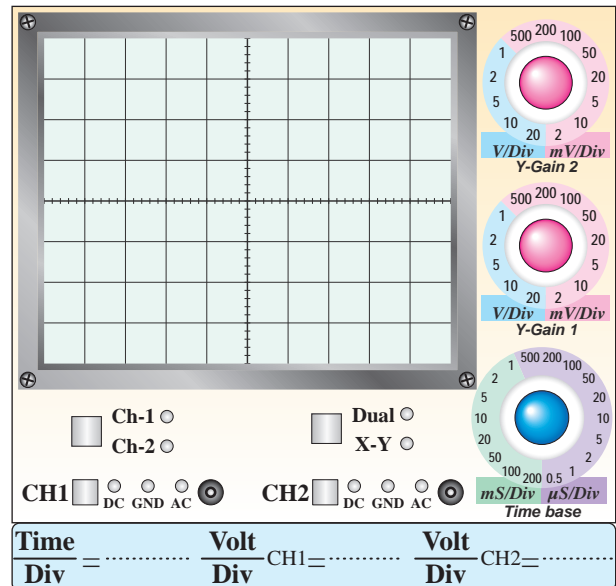 500 200 100
1 50
2 20
5 5
10 10
20 2
V/Div mV/Div
Y-Gain 2
500 200 100
1 50
2 20
5 5
10 10
20 2
V/Div mV/Div
Y-Gain 1
500 200 100
1 50
2 20
5 10
10 5
20 2
50 1
100 200 0.5
mS/Div µS/Div
Time base
Ch-1
Ch-2
Dual
X-Y
CH1 DC GND AC
CH2 DC GND AC
Time/Div = ............... Volt/Div CH1=............... Volt/Div CH2=...............